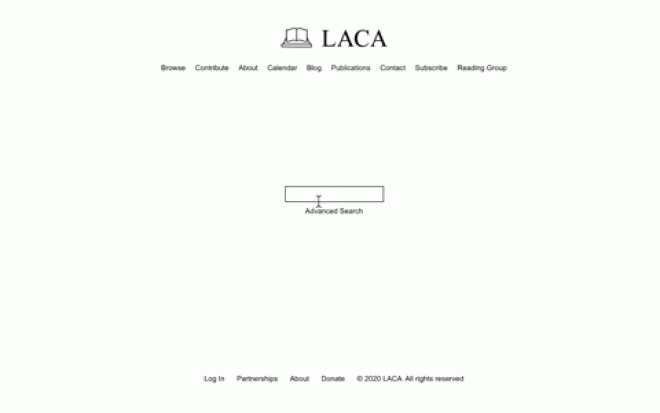 LACA
Browse Contribute About Calendar Blog Publications Contact Subscribe Reading Group
Advanced Search
Log In Partnerships About Donate © 2020 LACA. All rights reserved